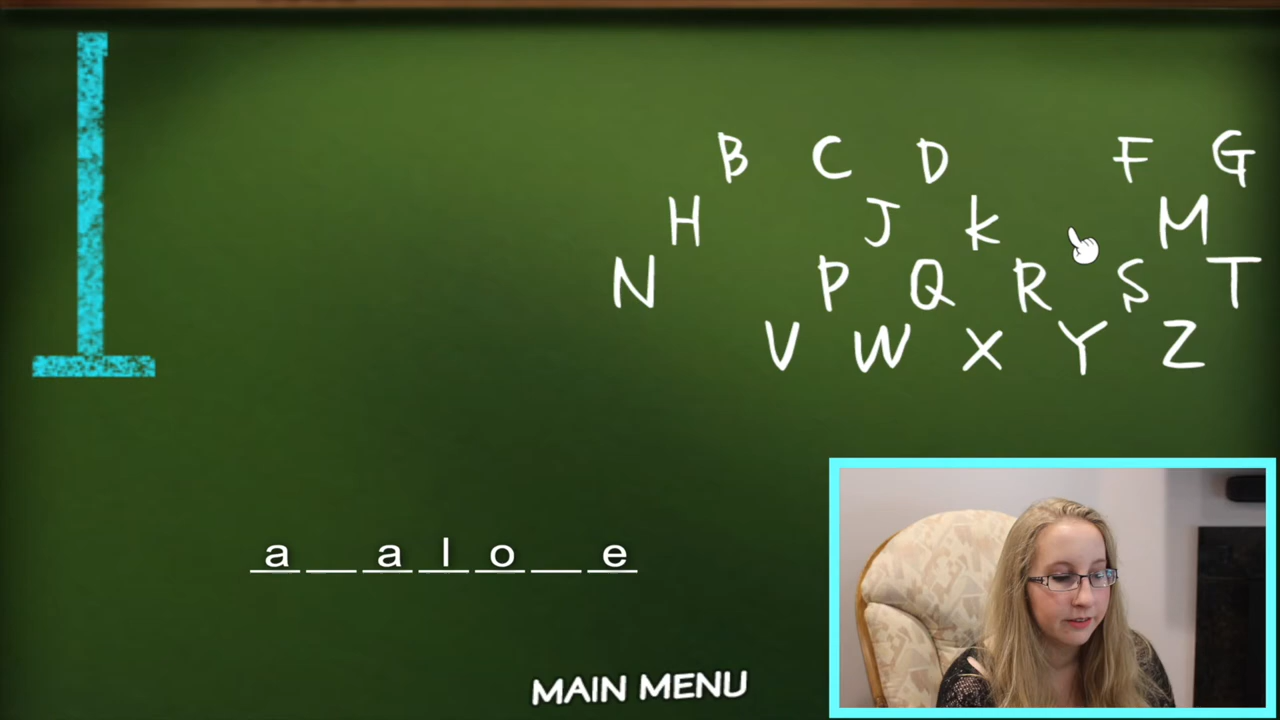 B C D F G
H J K M
N P Q R S T
V W X Y Z
a _ a l o _ e
MAIN MENU